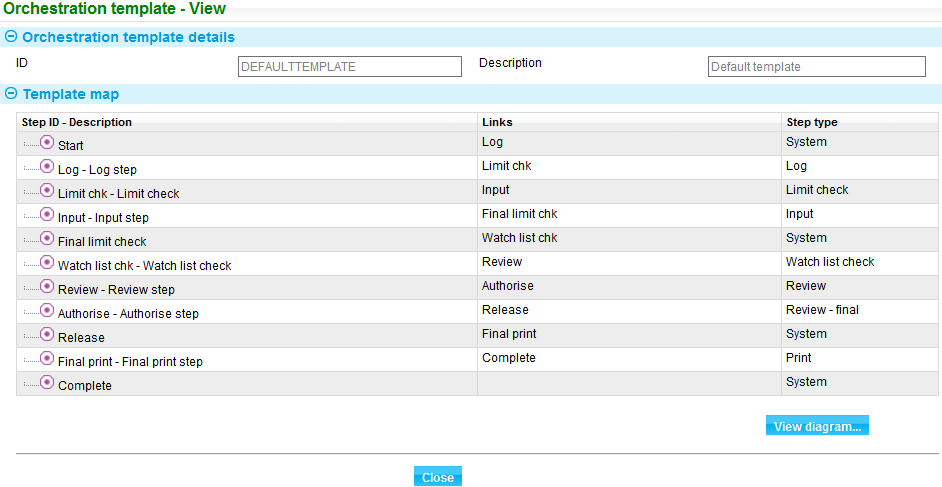 Orchestration template - View
Orchestration template details
ID DEFAULTTEMPLATE Description Default template
Template map
Step ID - Description Links Step type
Start Log System
Log - Log step Limit chk Log
Limit chk - Limit check Input Limit check
Input - Input step Final limit chk Input
Final limit check Watch list chk System
Watch list chk - Watch list check Review Watch list check
Review - Review step Authorise Review
Authorise - Authorise step Release Review - final
Release Final print System
Final print - Final print step Complete Print
Complete System
View diagram...
Close